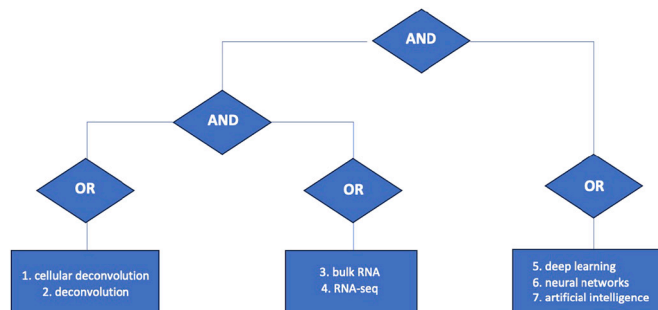 AND
AND
OR
OR
OR
1. cellular deconvolution
2. deconvolution
3. bulk RNA
4. RNA-seq
5. deep learning
6. neural networks
7. artificial intelligence